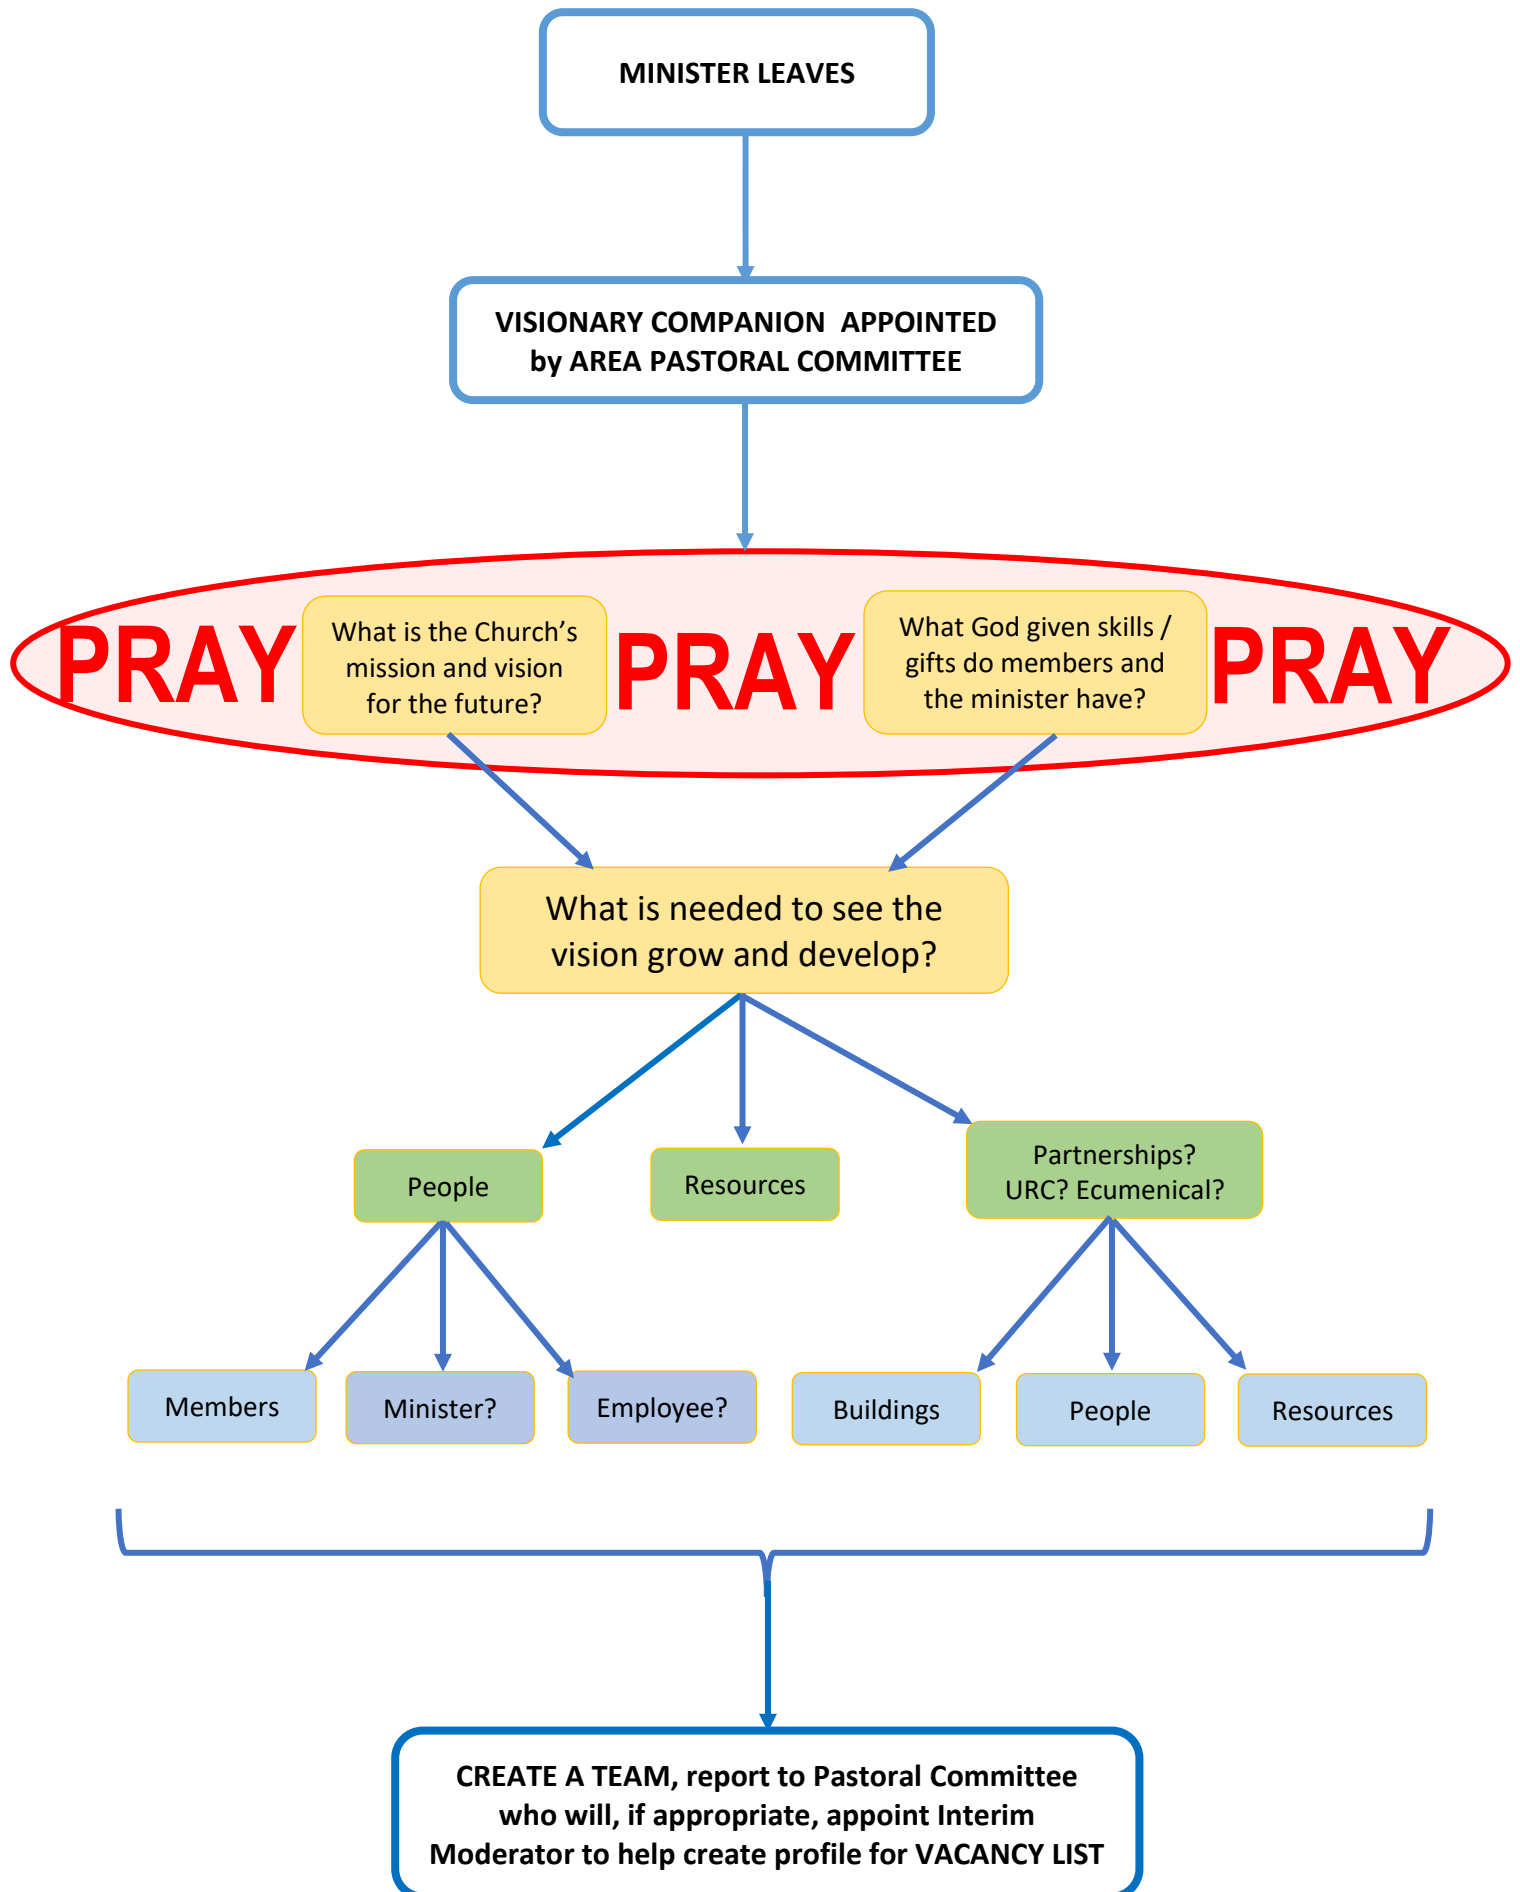 MINISTER LEAVES
VISIONARY COMPANION APPOINTED
by AREA PASTORAL COMMITTEE
PRAY
What is the Church’s
mission and vision
for the future?
PRAY
What God given skills /
gifts do members and
the minister have?
PRAY
What is needed to see the
vision grow and develop?
People
Resources
Partnerships?
URC? Ecumenical?
Members
Minister?
Employee?
Buildings
People
Resources
CREATE A TEAM, report to Pastoral Committee
who will, if appropriate, appoint Interim
Moderator to help create profile for VACANCY LIST